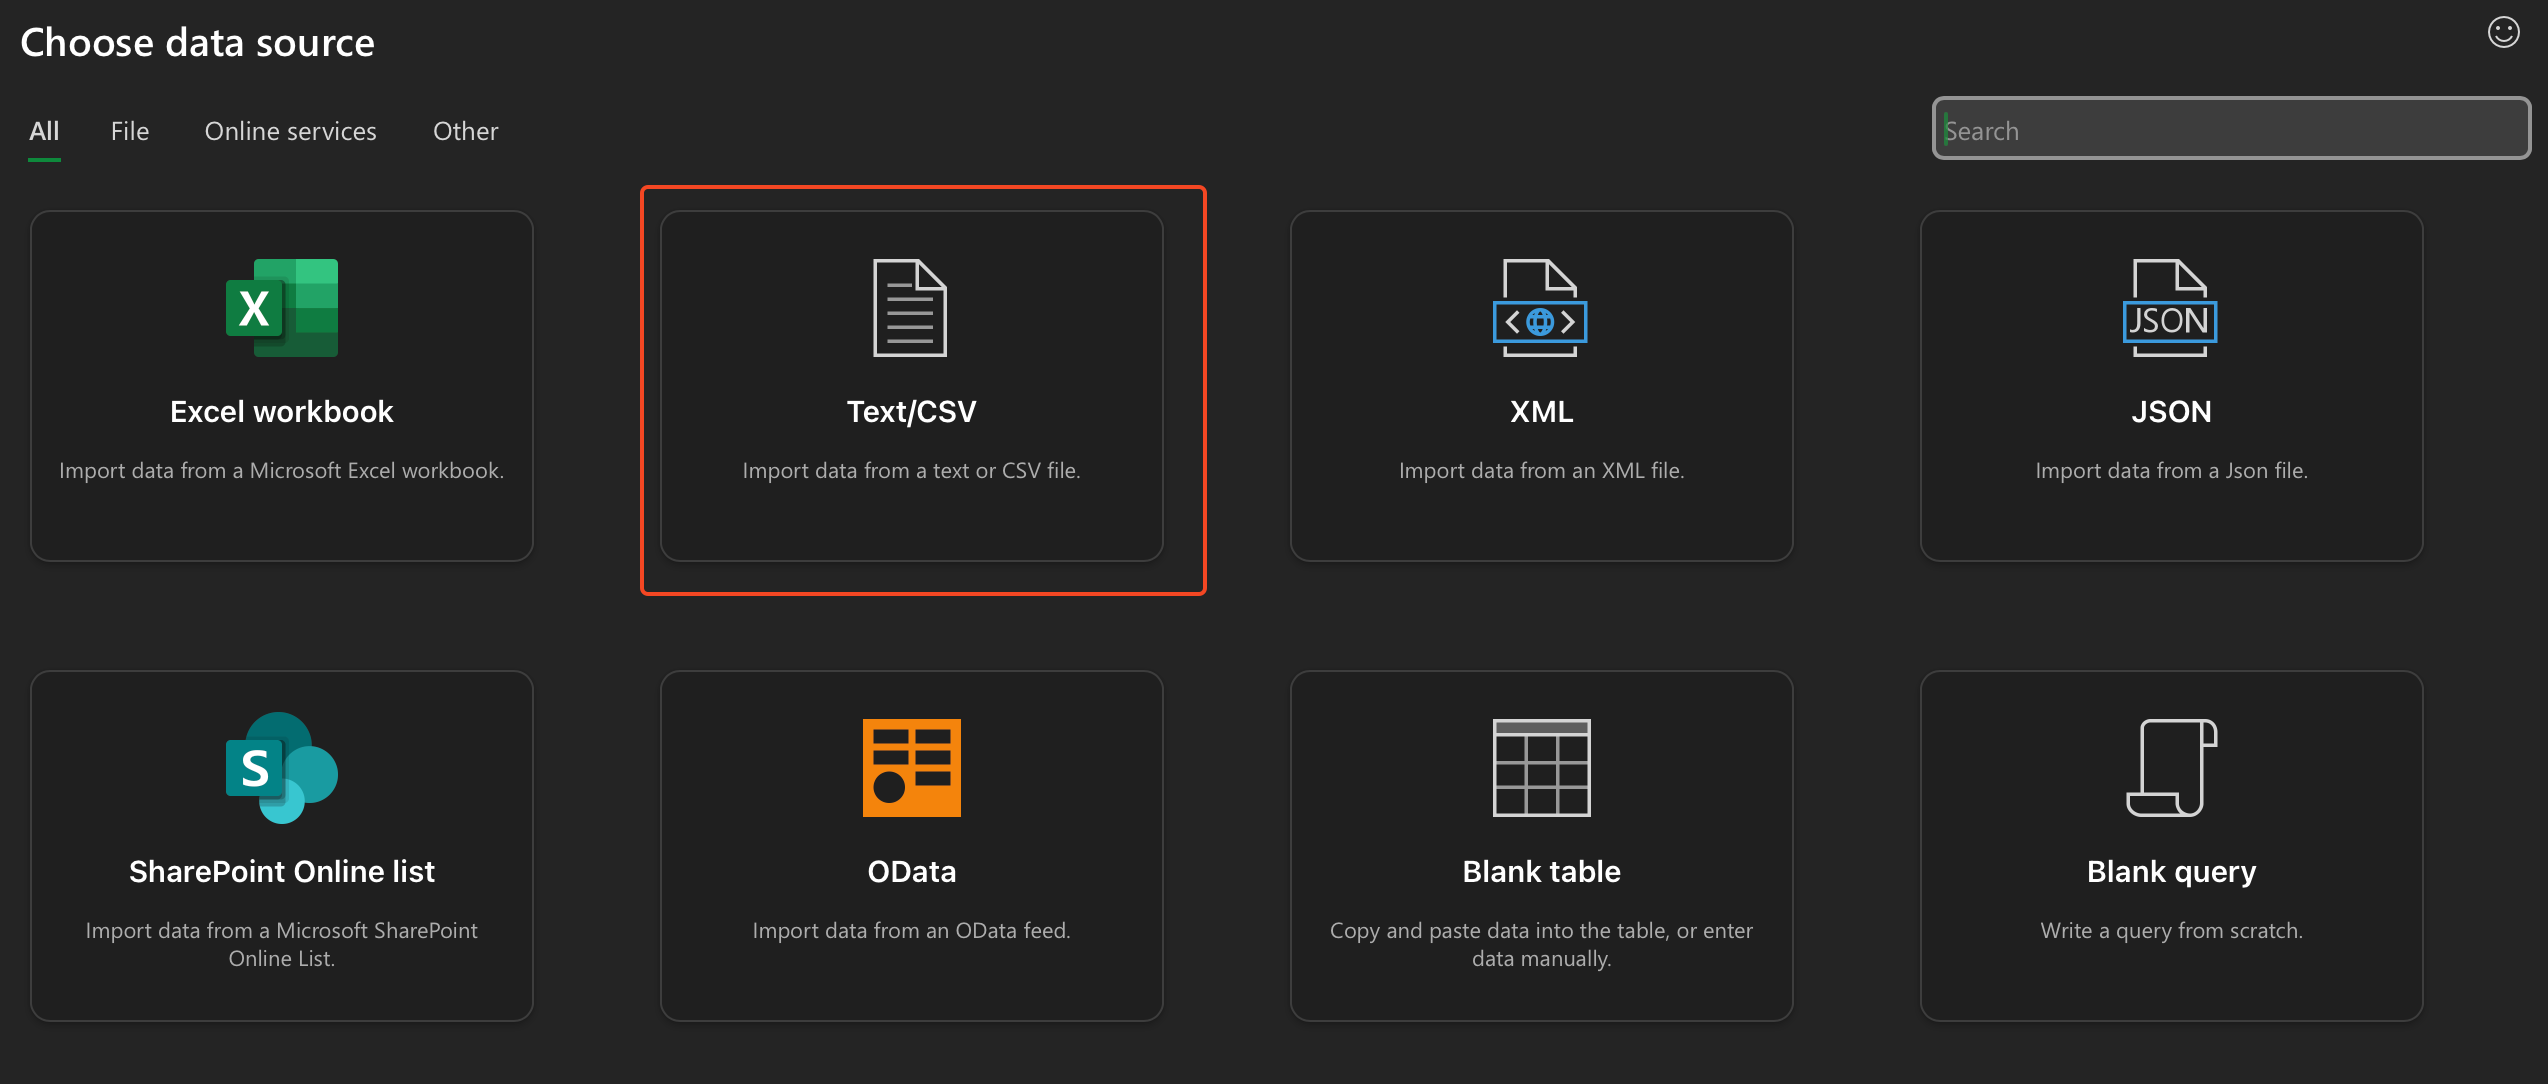 Choose data source
All File Online services Other Search
X
Excel workbook
Import data from a Microsoft Excel workbook.
Text/CSV
Import data from a text or CSV file.
XML
Import data from an XML file.
JSON
JSON
Import data from a Json file.
S
SharePoint Online list
Import data from a Microsoft SharePoint
Online List.
OData
Import data from an OData feed.
Blank table
Copy and paste data into the table, or enter
data manually.
Blank query
Write a query from scratch.